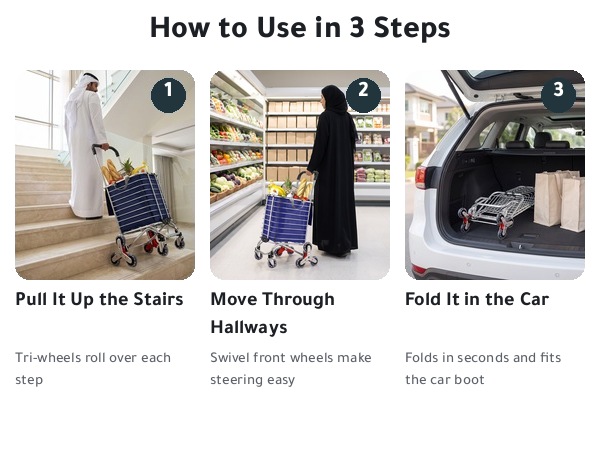 How to Use in 3 Steps
1
2
3
Pull It Up the Stairs
Move Through
Hallways
Fold It in the Car
Tri-wheels roll over each
step
Swivel front wheels make
steering easy
Folds in seconds and fits
the car boot